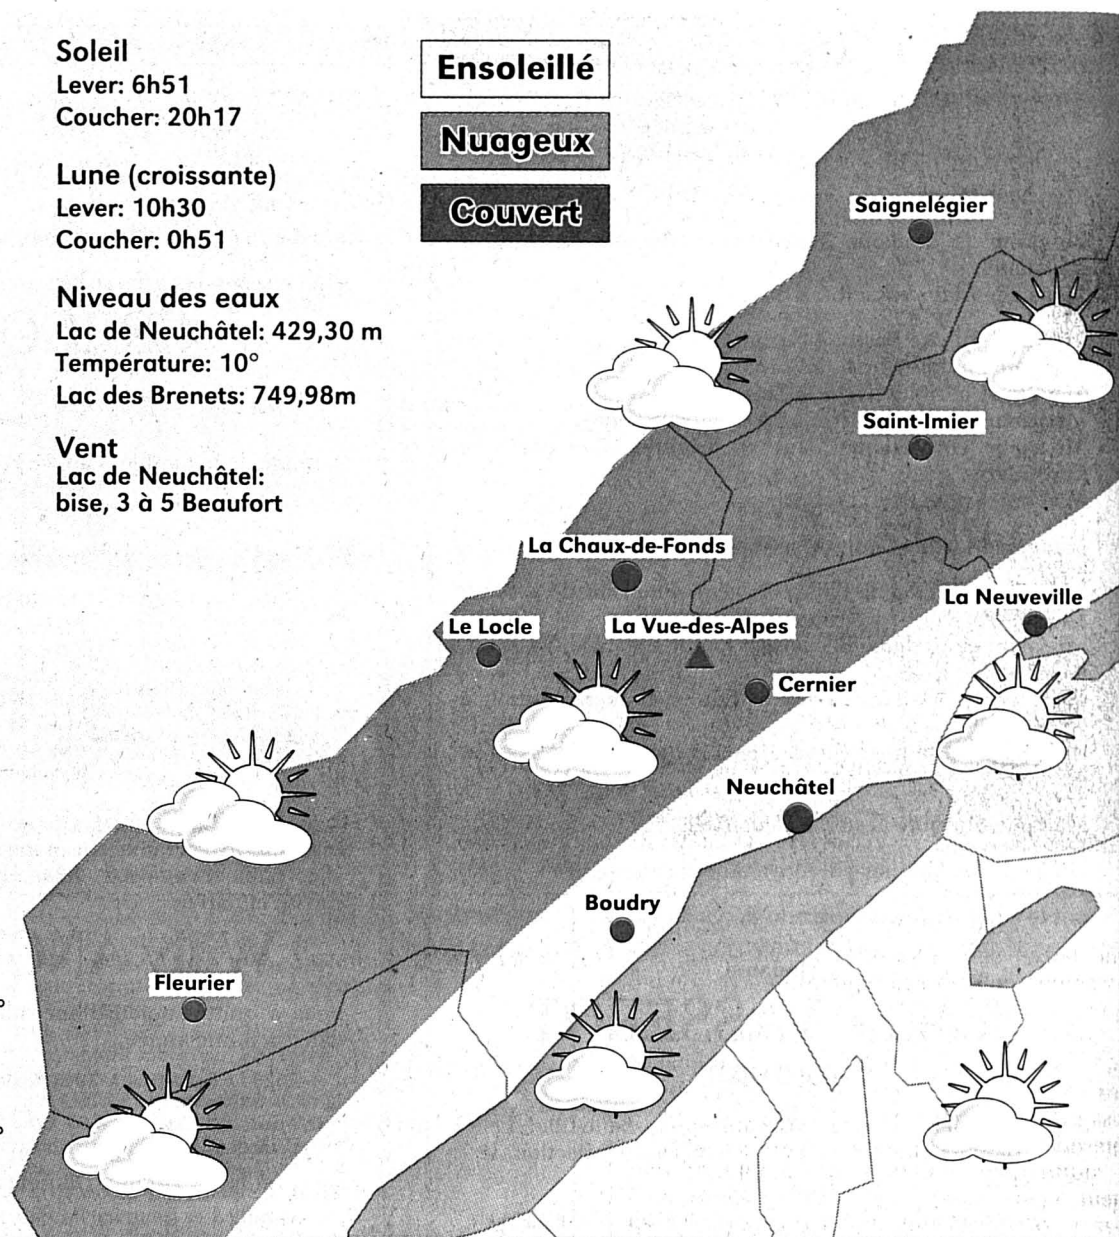 Soleil
Lever: 6h51
Coucher: 20h17
Lune (croissante)
Lever: 10h30
Coucher: 0h51
Niveau des eaux
Lac de Neuchâtel: 429,30 m
Température: 10°
Lac des Brenets: 749,98m
Vent
Lac de Neuchâtel:
bise, 3 à 5 Beaufort
Ensoleillé
Nuageux
Couvert
Saignelégier
Saint-Imier
La Chaux-de-Fonds
La Neuveville
Le Locle
La Vue-des-Alpes
Cernier
Neuchâtel
Boudry
Fleurier